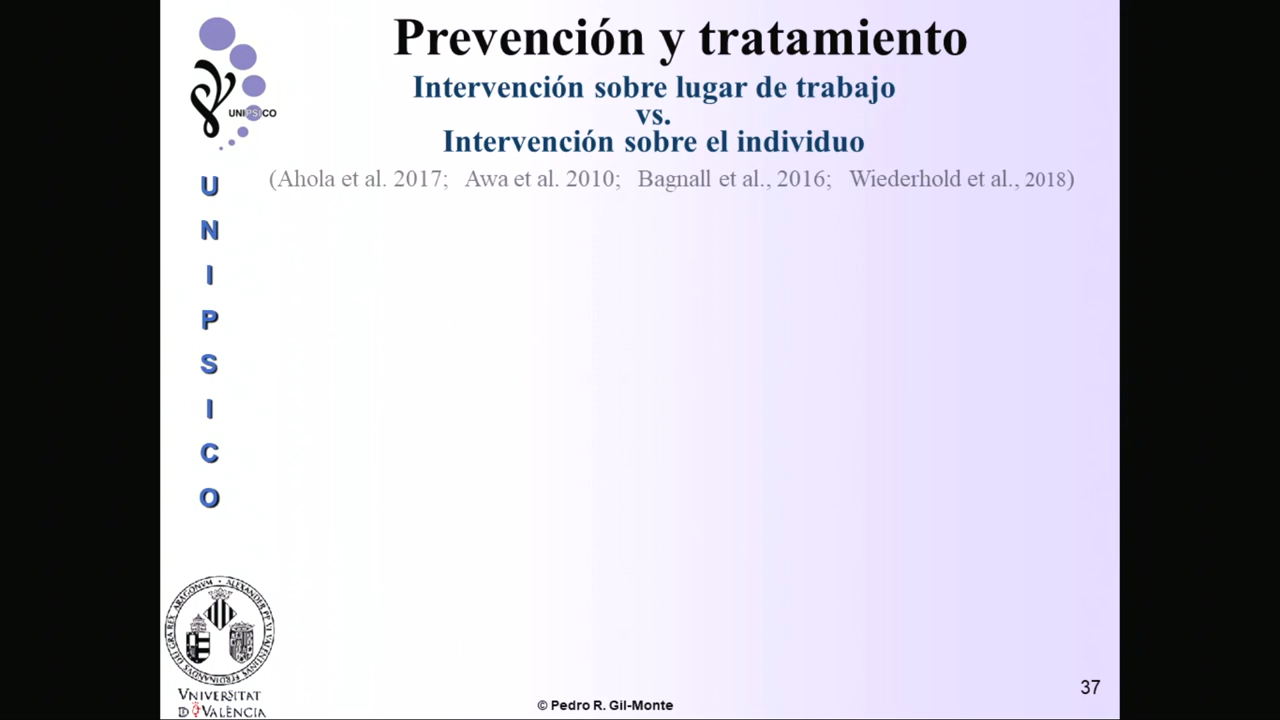 Prevención y tratamiento
Intervención sobre lugar de trabajo
vs.
Intervención sobre el individuo
(Ahola et al. 2017; Awa et al. 2010; Bagnall et al., 2016; Wiederhold et al., 2018)
UNIPSICO
U
N
I
P
S
I
C
O
VNIVERSITAT
D VALÈNCIA
© Pedro R. Gil-Monte
37